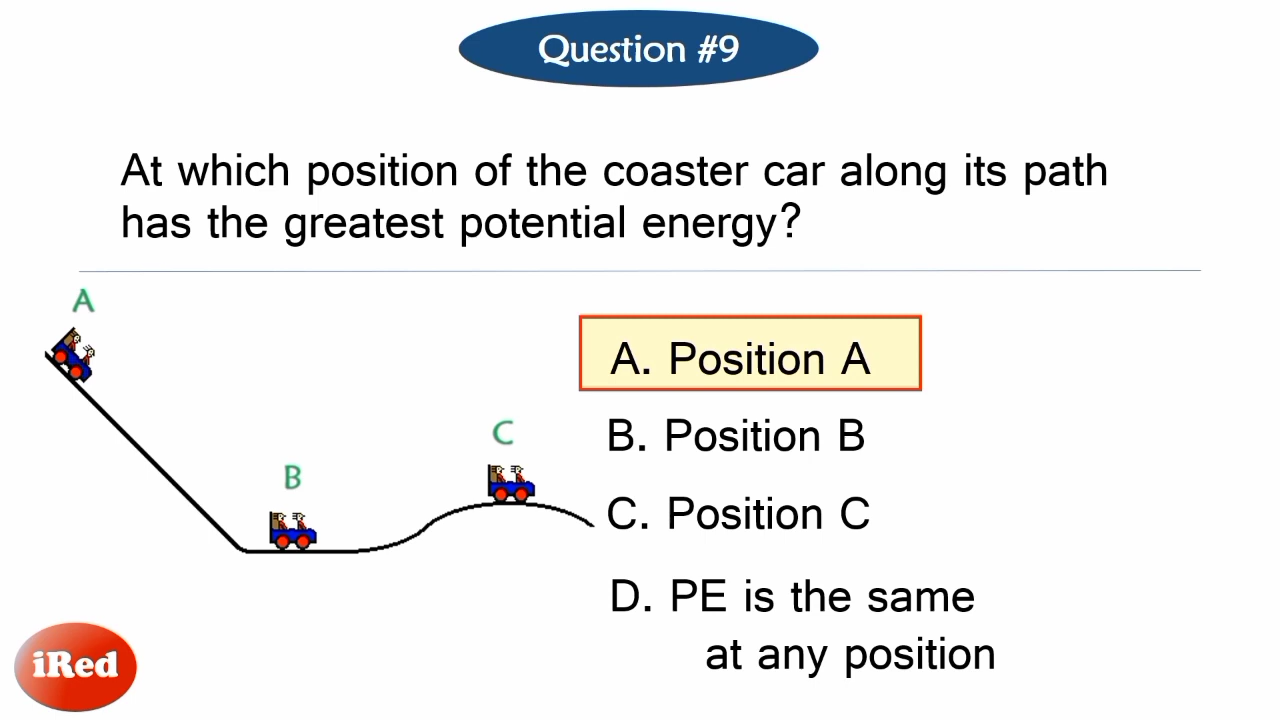 Question #9
At which position of the coaster car along its path
has the greatest potential energy?
A
B
C
A. Position A
B. Position B
C. Position C
D. PE is the same
at any position
iRed